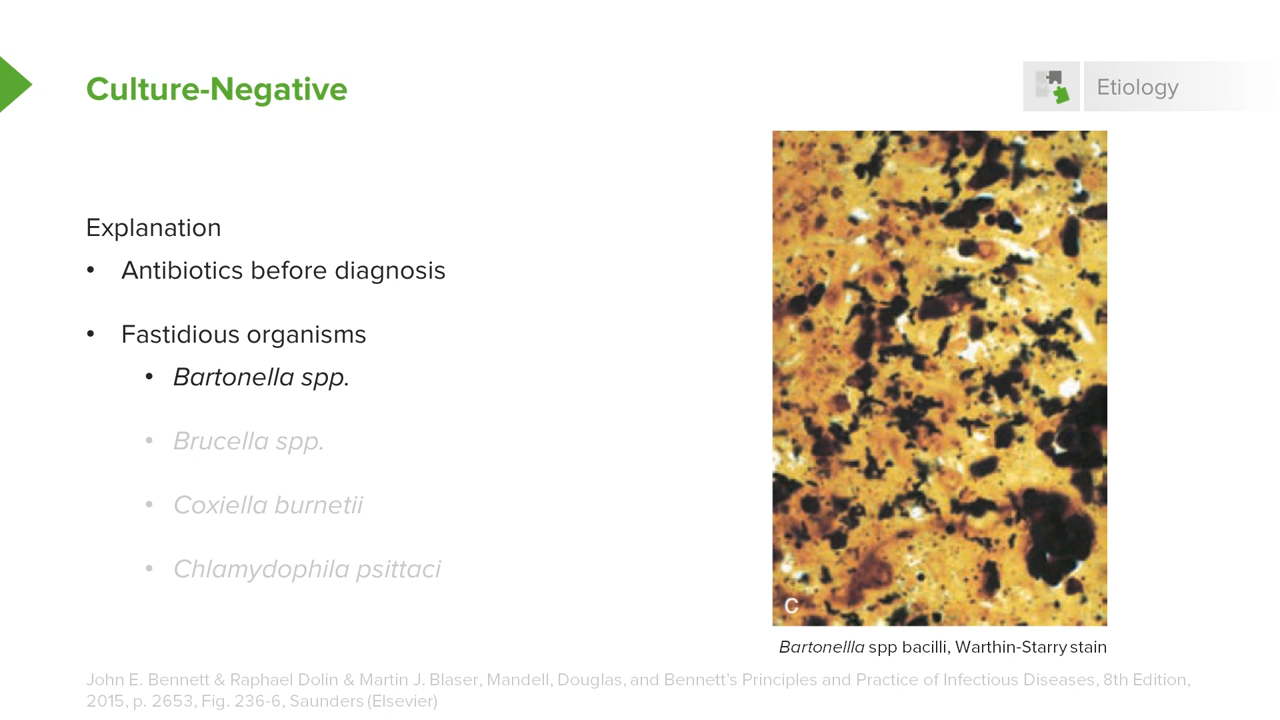 Culture-Negative
Etiology
Explanation
• Antibiotics before diagnosis
• Fastidious organisms
• Bartonella spp.
• Brucella spp.
• Coxiella burnetii
• Chlamydophila psittaci
C
Bartonellla spp bacilli, Warthin-Starry stain
John E. Bennett & Raphael Dolin & Martin J. Blaser, Mandell, Douglas, and Bennett's Principles and Practice of Infectious Diseases, 8th Edition,
2015, p. 2653, Fig. 236-6, Saunders (Elsevier)